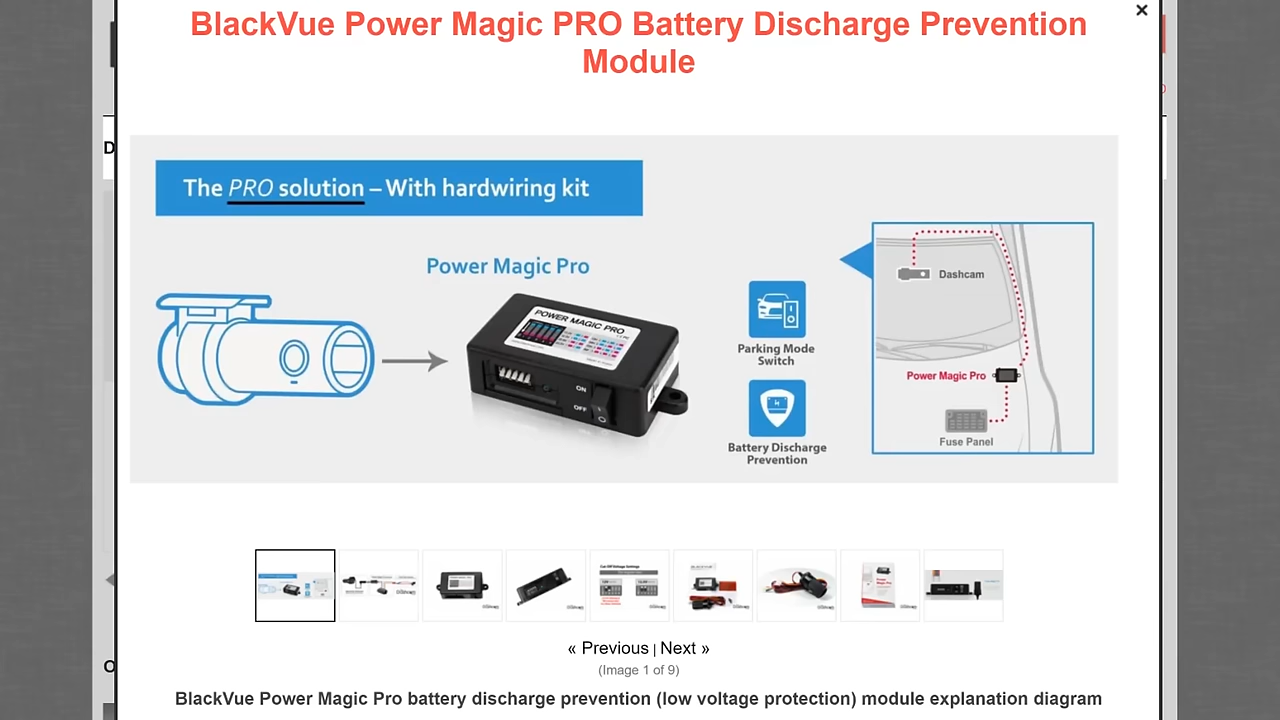 BlackVue Power Magic PRO Battery Discharge Prevention
Module
The PRO solution – With hardwiring kit
Power Magic Pro
POWER MAGIC PRO
ON
OFF
Parking Mode
Switch
Battery Discharge
Prevention
Dashcam
Power Magic Pro
Fuse Panel
« Previous | Next »
(Image 1 of 9)
BlackVue Power Magic Pro battery discharge prevention (low voltage protection) module explanation diagram